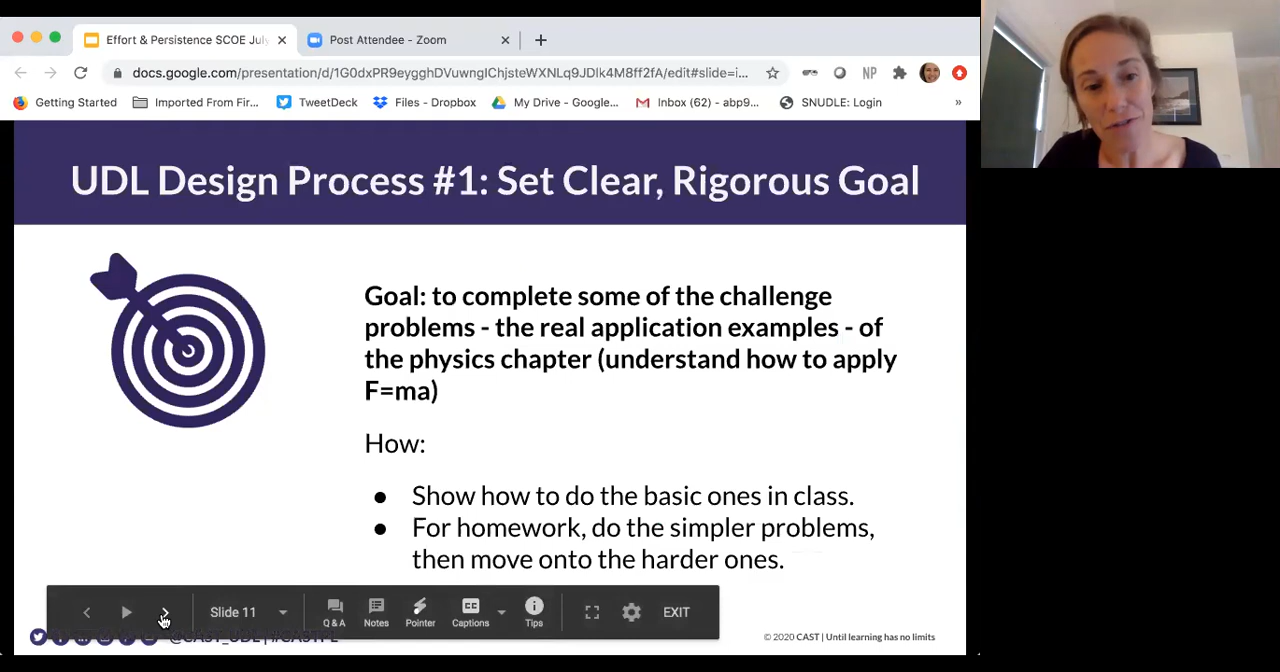 Effort & Persistence SCOE July
Post Attendee - Zoom
docs.google.com/presentation/d/1G0dxPR9eygghDVuwngIChjsteWXNLq9JDlk4M8ff2fA/edit#slide=i...
NP
Getting Started
Imported From Fir...
TweetDeck
Files - Dropbox
My Drive - Google...
Inbox (62) - abp9...
SNUDLE: Login
»
UDL Design Process #1: Set Clear, Rigorous Goal
Goal: to complete some of the challenge
problems - the real application examples - of
the physics chapter (understand how to apply
F=ma)
How:
● Show how to do the basic ones in class.
● For homework, do the simpler problems,
then move onto the harder ones.
Slide 11
Q & A
Notes
Pointer
CC
Captions
Tips
EXIT
@CAST_UDL | #CASTPL
© 2020 CAST | Until learning has no limits